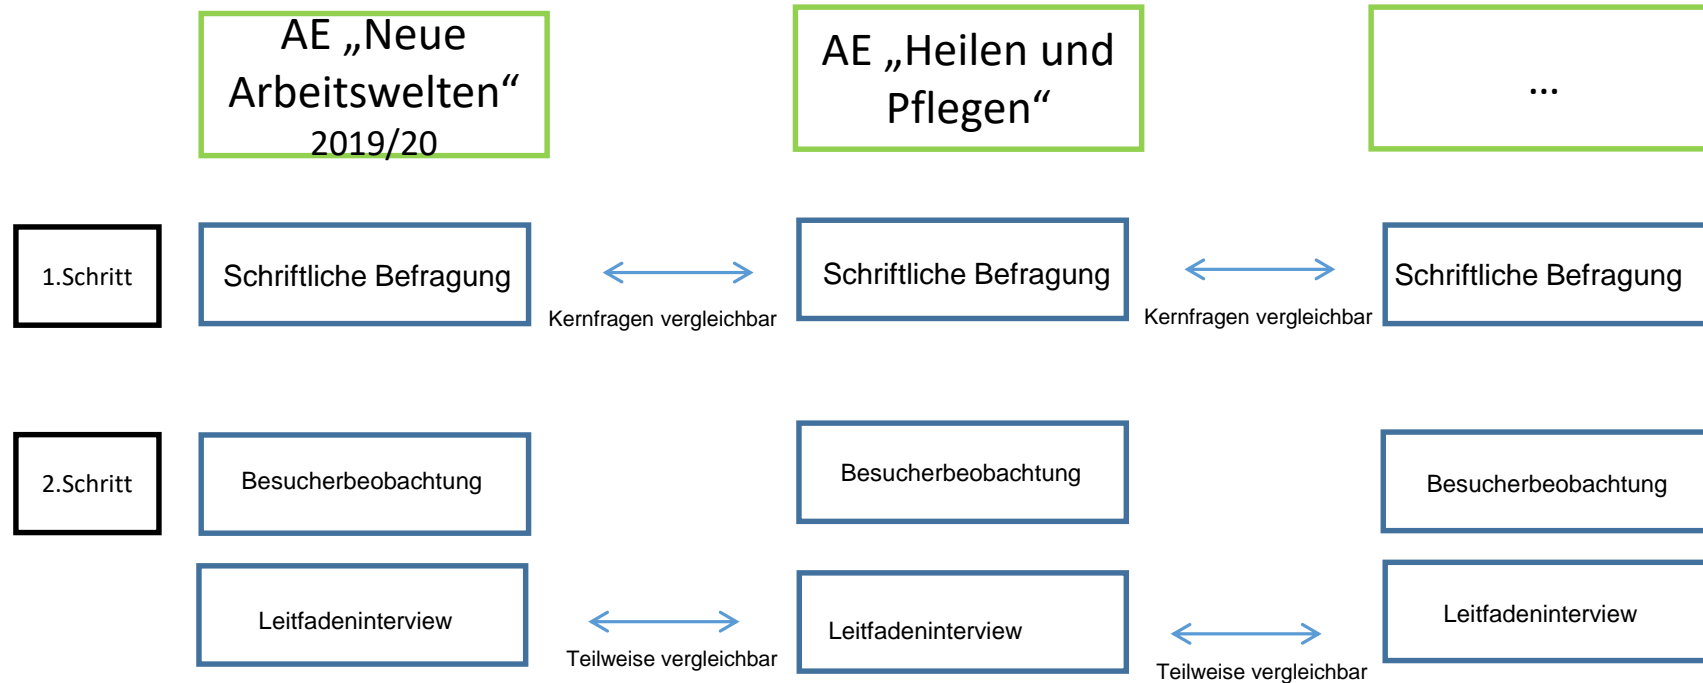 AE „Neue
Arbeitswelten“
2019/20
AE „Heilen und
Pflegen“
...
1.Schritt
Schriftliche Befragung
Kernfragen vergleichbar
Schriftliche Befragung
Kernfragen vergleichbar
Schriftliche Befragung
2.Schritt
Besucherbeobachtung
Besucherbeobachtung
Besucherbeobachtung
Leitfadeninterview
Teilweise vergleichbar
Leitfadeninterview
Teilweise vergleichbar
Leitfadeninterview